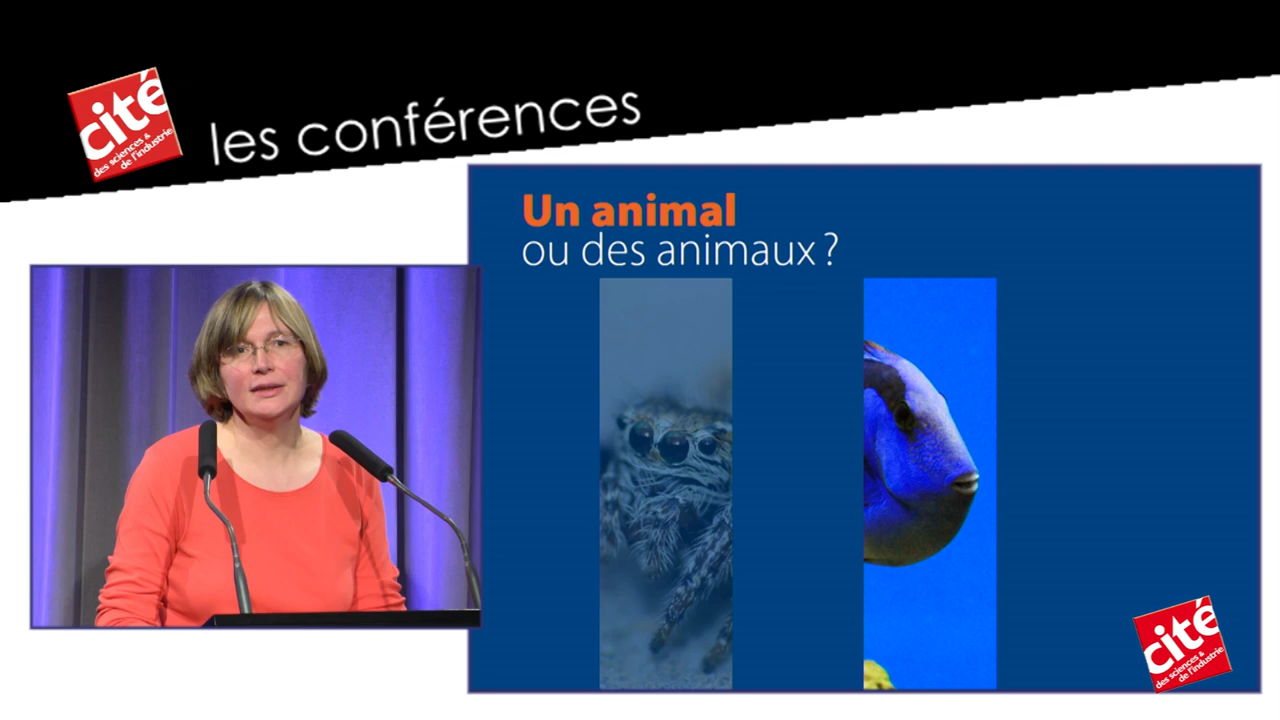 cité
des sciences &
de l'industrie
les conférences
Un animal
ou des animaux ?
cité
des sciences &
de l'industrie